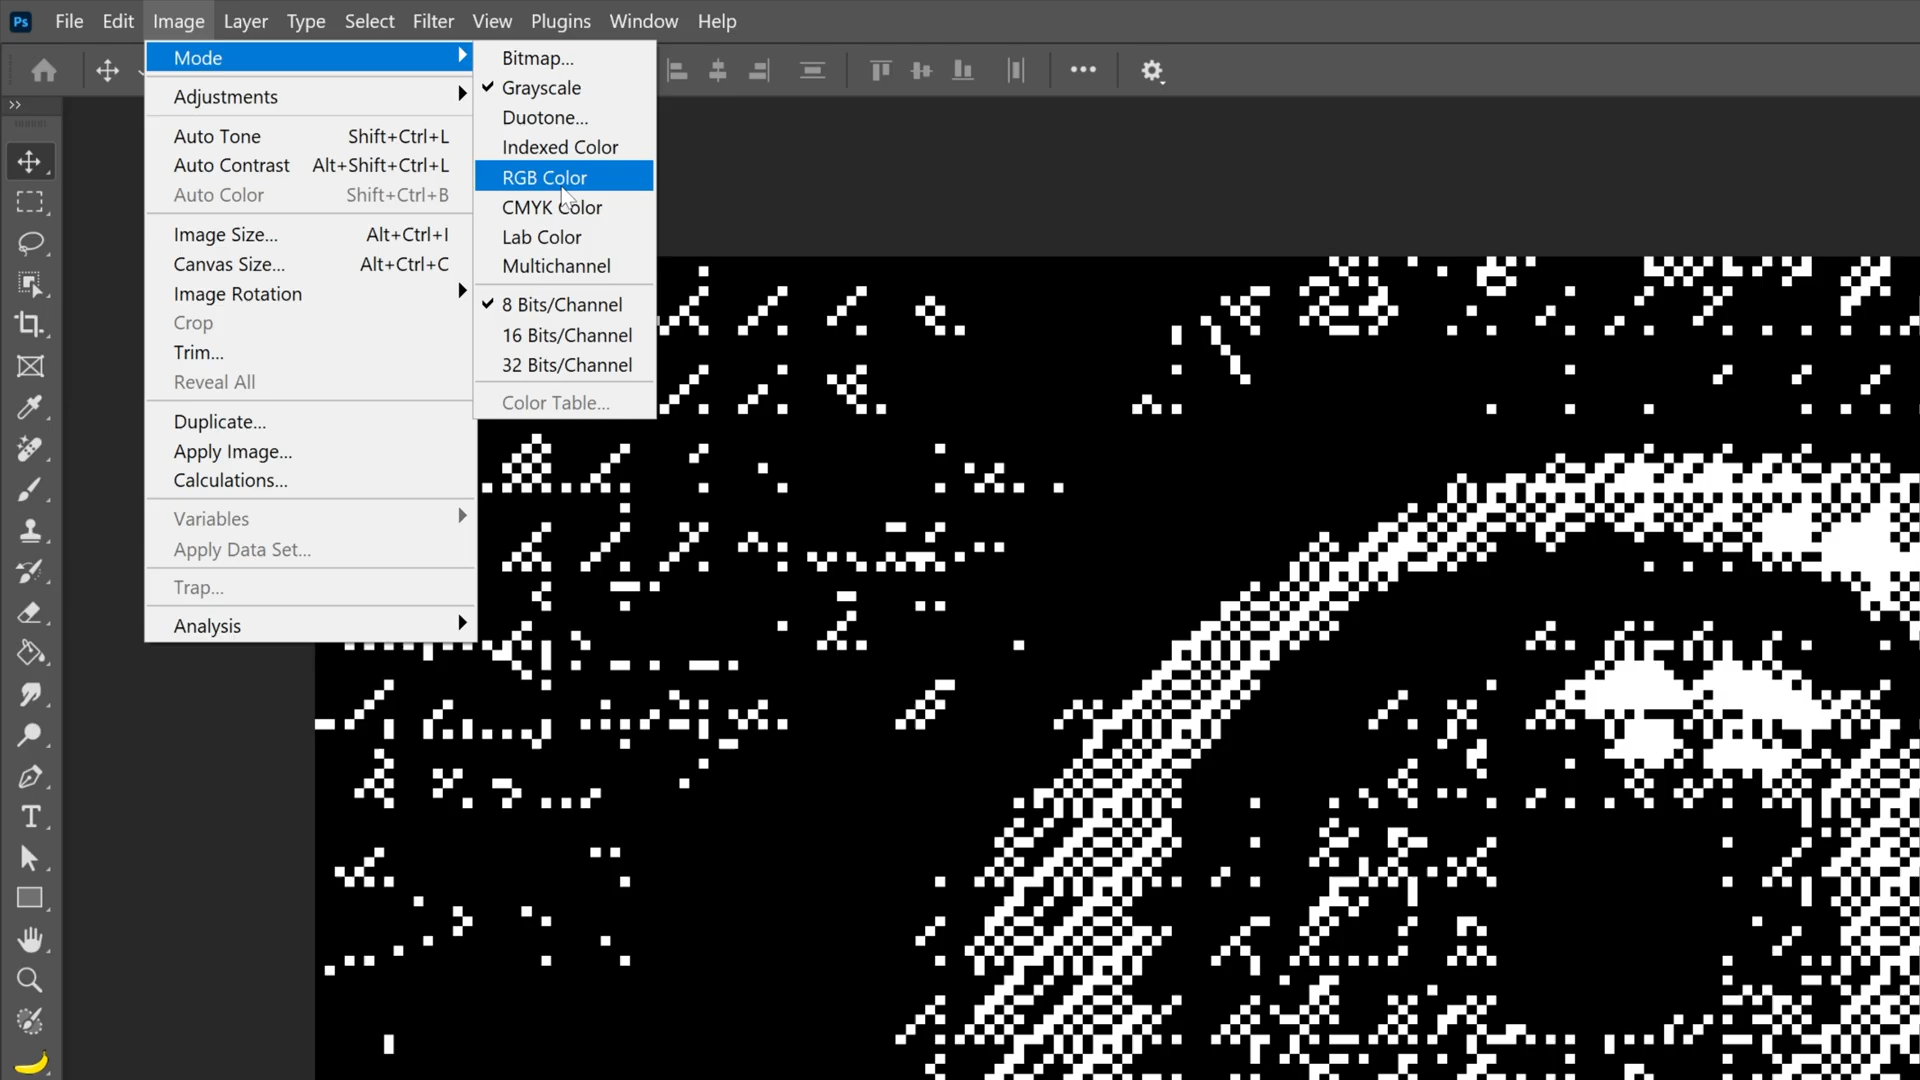 Ps File Edit Image Layer Type Select Filter View Plugins Window Help
Mode
Adjustments
Auto Tone Shift+Ctrl+L
Auto Contrast Alt+Shift+Ctrl+L
Auto Color Shift+Ctrl+B
Image Size... Alt+Ctrl+I
Canvas Size... Alt+Ctrl+C
Image Rotation
Crop
Trim...
Reveal All
Duplicate...
Apply Image...
Calculations...
Variables
Apply Data Set...
Trap...
Analysis
Bitmap...
Grayscale
Duotone...
Indexed Color
RGB Color
CMYK Color
Lab Color
Multichannel
8 Bits/Channel
16 Bits/Channel
32 Bits/Channel
Color Table...